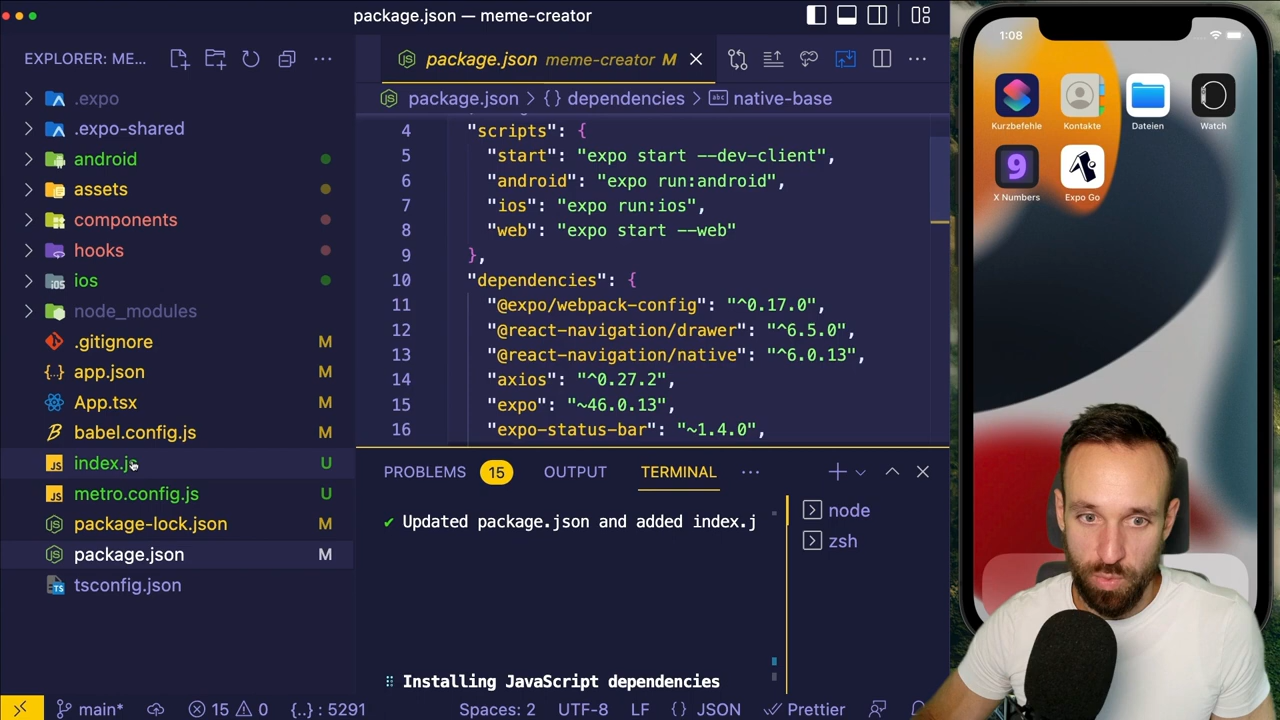 package.json — meme-creator
EXPLORER: ME...
.expo
.expo-shared
android
assets
components
hooks
ios
node_modules
.gitignore M
app.json M
App.tsx M
babel.config.js M
index.js U
metro.config.js U
package-lock.json M
package.json M
tsconfig.json
package.json meme-creator M
package.json > {} dependencies > abc native-base
4 "scripts": {
5 "start": "expo start --dev-client",
6 "android": "expo run:android",
7 "ios": "expo run:ios",
8 "web": "expo start --web"
9 },
10 "dependencies": {
11 "@expo/webpack-config": "^0.17.0",
12 "@react-navigation/drawer": "^6.5.0",
13 "@react-navigation/native": "^6.0.13",
14 "axios": "^0.27.2",
15 "expo": "~46.0.13",
16 "expo-status-bar": "~1.4.0",
PROBLEMS 15 OUTPUT TERMINAL ...
✔ Updated package.json and added index.j
Installing JavaScript dependencies
node
zsh
main* 15 0 {..} : 5291 Spaces: 2 UTF-8 LF {} JSON Prettier
1:08
Kurzbefehle Kontakte Dateien Watch
9
X Numbers Expo Go